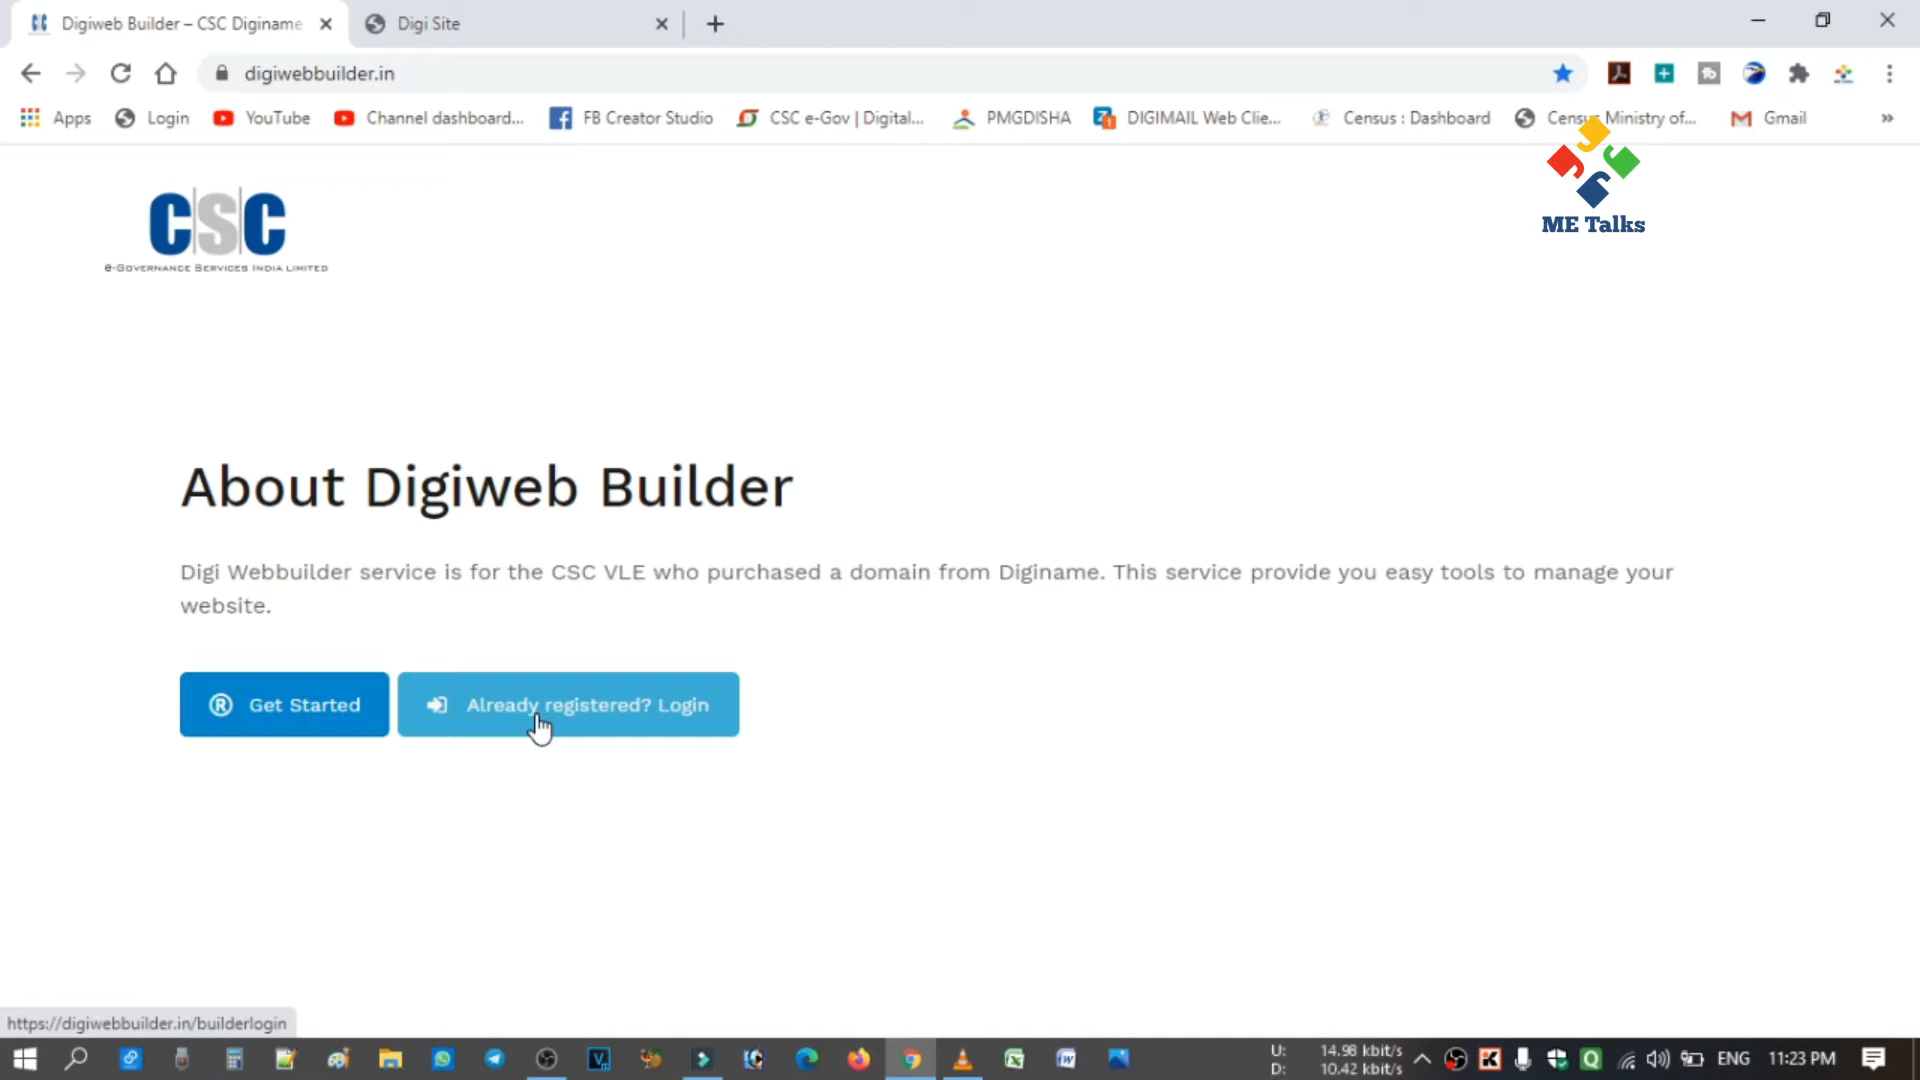 Digiweb Builder – CSC Diginame
Digi Site
digiwebbuilder.in
Apps
Login
YouTube
Channel dashboard...
FB Creator Studio
CSC e-Gov | Digital...
PMGDISHA
DIGIMAIL Web Clie...
Census : Dashboard
Census Ministry of...
Gmail
CSC
e-Governance Services India Limited
ME Talks
About Digiweb Builder
Digi Webbuilder service is for the CSC VLE who purchased a domain from Diginame. This service provide you easy tools to manage your
website.
Get Started
Already registered? Login
https://digiwebbuilder.in/builderlogin
U: 14.98 kbit/s
D: 10.42 kbit/s
ENG
11:23 PM